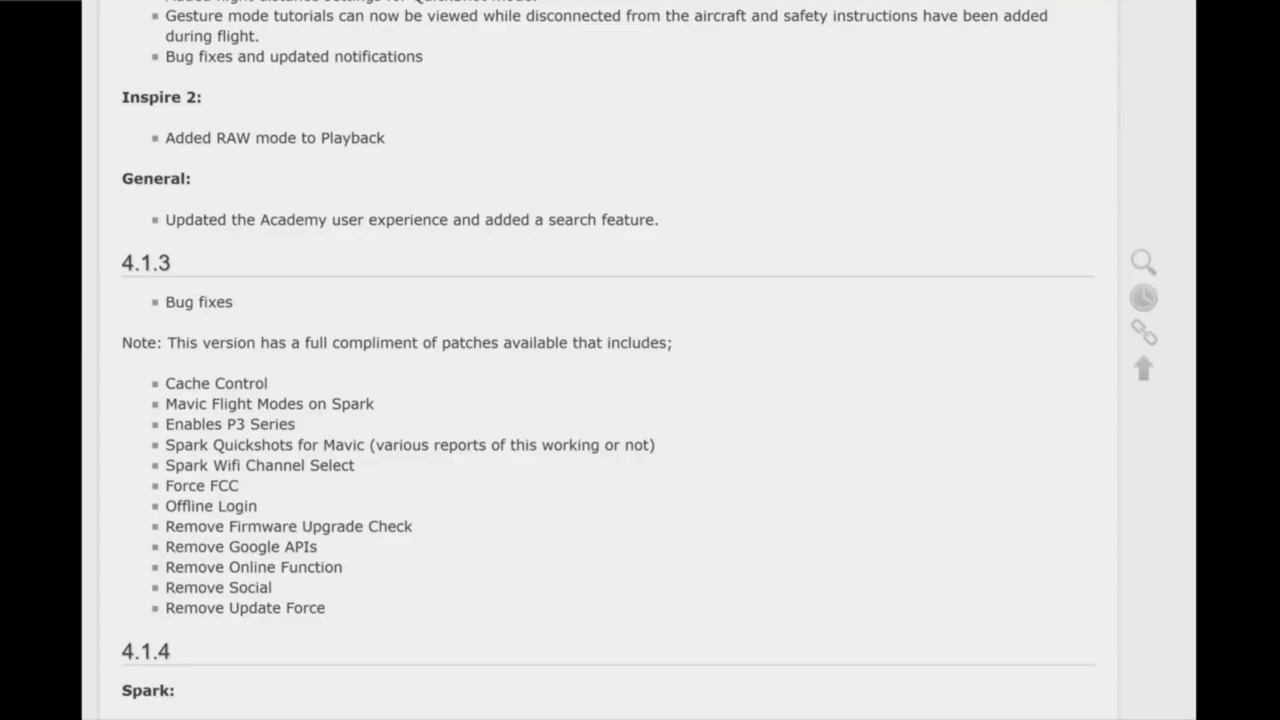 Gesture mode tutorials can now be viewed while disconnected from the aircraft and safety instructions have been added
during flight.
Bug fixes and updated notifications
Inspire 2:
Added RAW mode to Playback
General:
Updated the Academy user experience and added a search feature.
4.1.3
Bug fixes
Note: This version has a full compliment of patches available that includes;
Cache Control
Mavic Flight Modes on Spark
Enables P3 Series
Spark Quickshots for Mavic (various reports of this working or not)
Spark Wifi Channel Select
Force FCC
Offline Login
Remove Firmware Upgrade Check
Remove Google APIs
Remove Online Function
Remove Social
Remove Update Force
4.1.4
Spark: